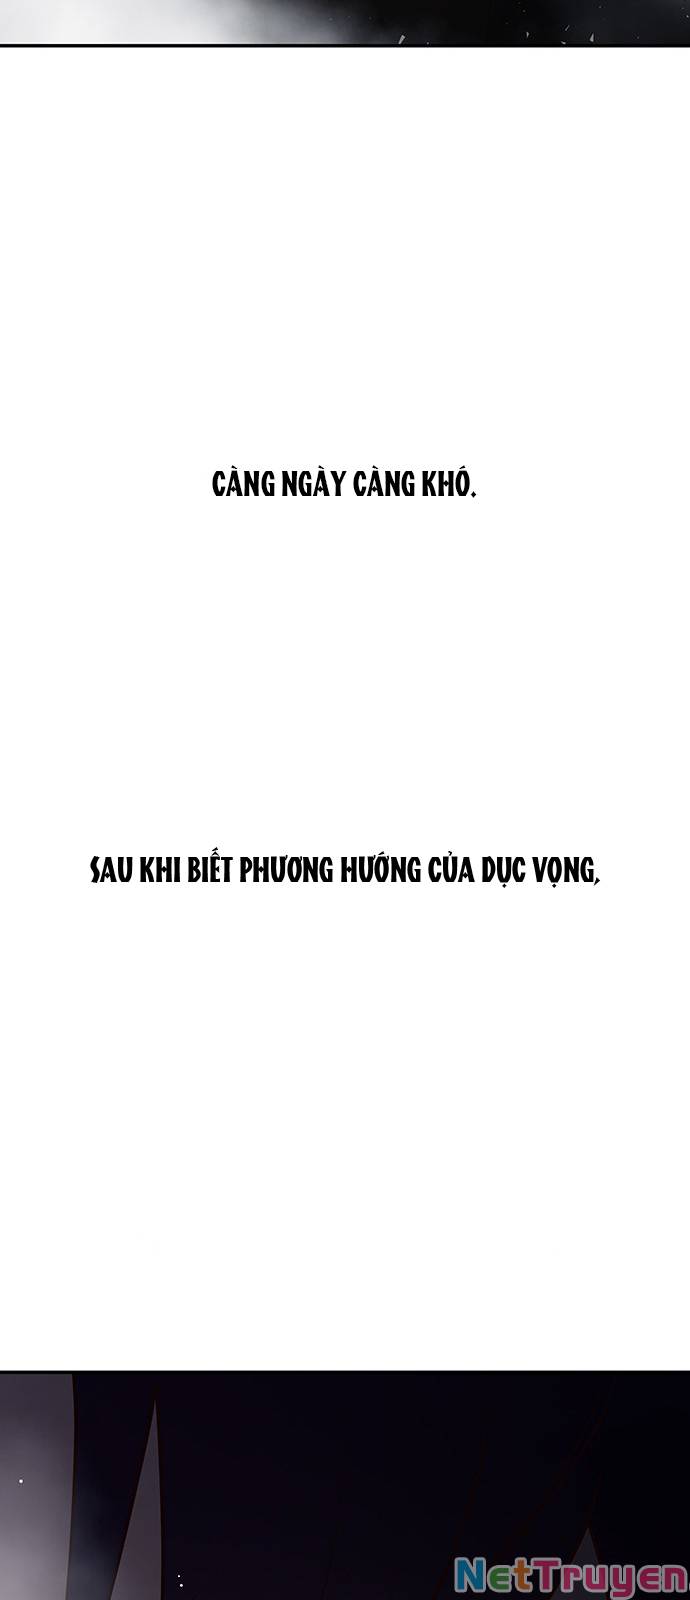 CÀNG NGÀY CÀNG KHÓ.
SAU KHI BIẾT PHƯƠNG HƯỚNG CỦA DỤC VỌNG,
NetTruyen